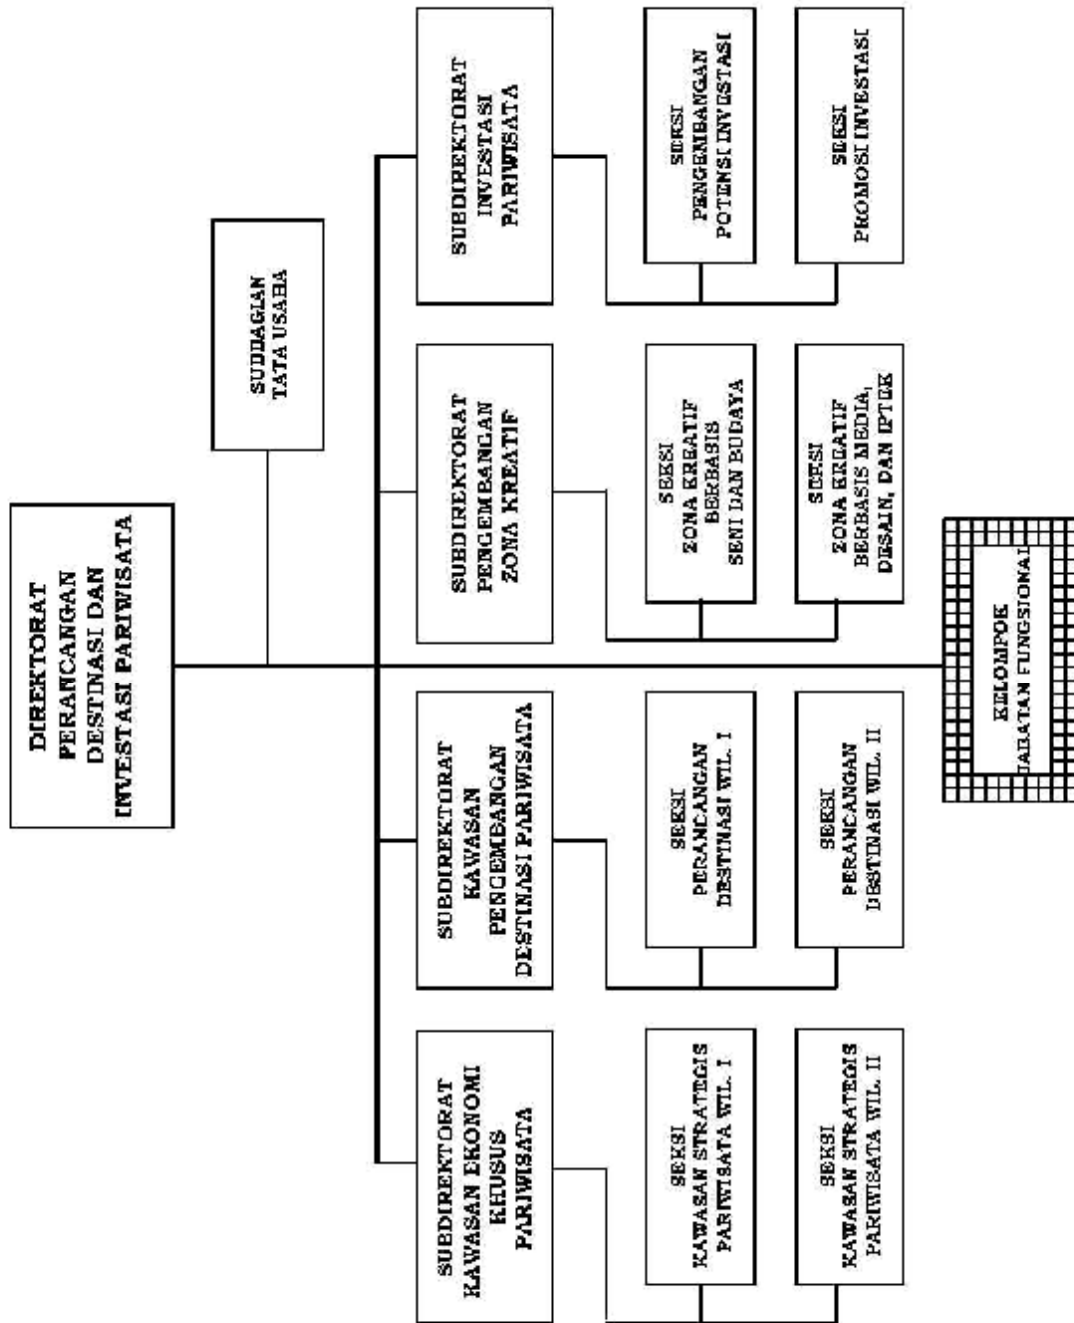 DIREKTORAT
PERANCANGAN
DESTINASI DAN
INVESTASI PARIWISATA
SUBBAGIAN
TATA USAHA
SUBDIREKTORAT
KAWASAN EKONOMI
KHUSUS
PARIWISATA
SUBDIREKTORAT
KAWASAN
PENGEMBANGAN
DESTINASI PARIWISATA
SUBDIREKTORAT
PENGEMBANGAN
ZONA KREATIF
SUBDIREKTORAT
INVESTASI
PARIWISATA
SEKSI
KAWASAN STRATEGIS
PARIWISATA WIL. I
SEKSI
PERANCANGAN
DESTINASI WIL. I
SEKSI
ZONA KREATIF
BERBASIS
SENI DAN BUDAYA
SEKSI
PENGEMBANGAN
POTENSI INVESTASI
SEKSI
KAWASAN STRATEGIS
PARIWISATA WIL. II
SEKSI
PERANCANGAN
DESTINASI WIL. II
SEKSI
ZONA KREATIF
BERBASIS MEDIA,
DESAIN, DAN IPTEK
SEKSI
PROMOSI INVESTASI
KELOMPOK
JABATAN FUNGSIONAL